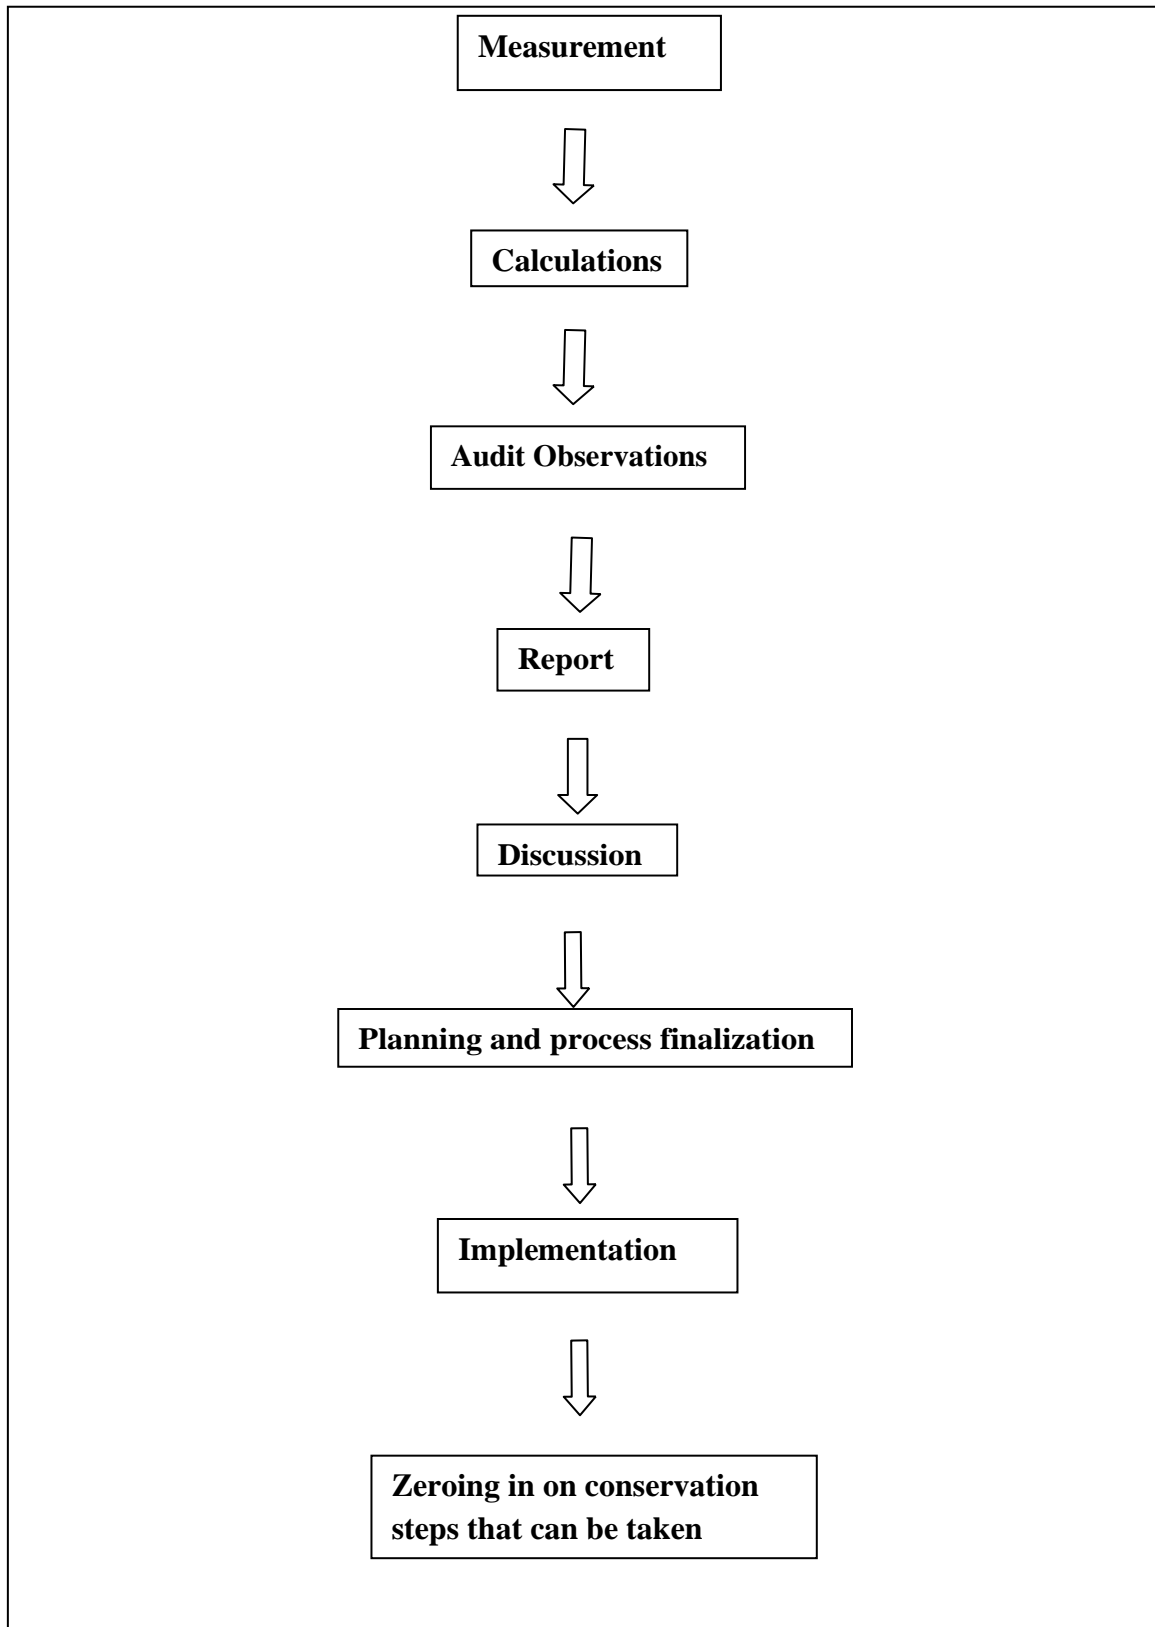 Measurement
Calculations
Audit Observations
Report
Discussion
Planning and process finalization
Implementation
Zeroing in on conservation
steps that can be taken